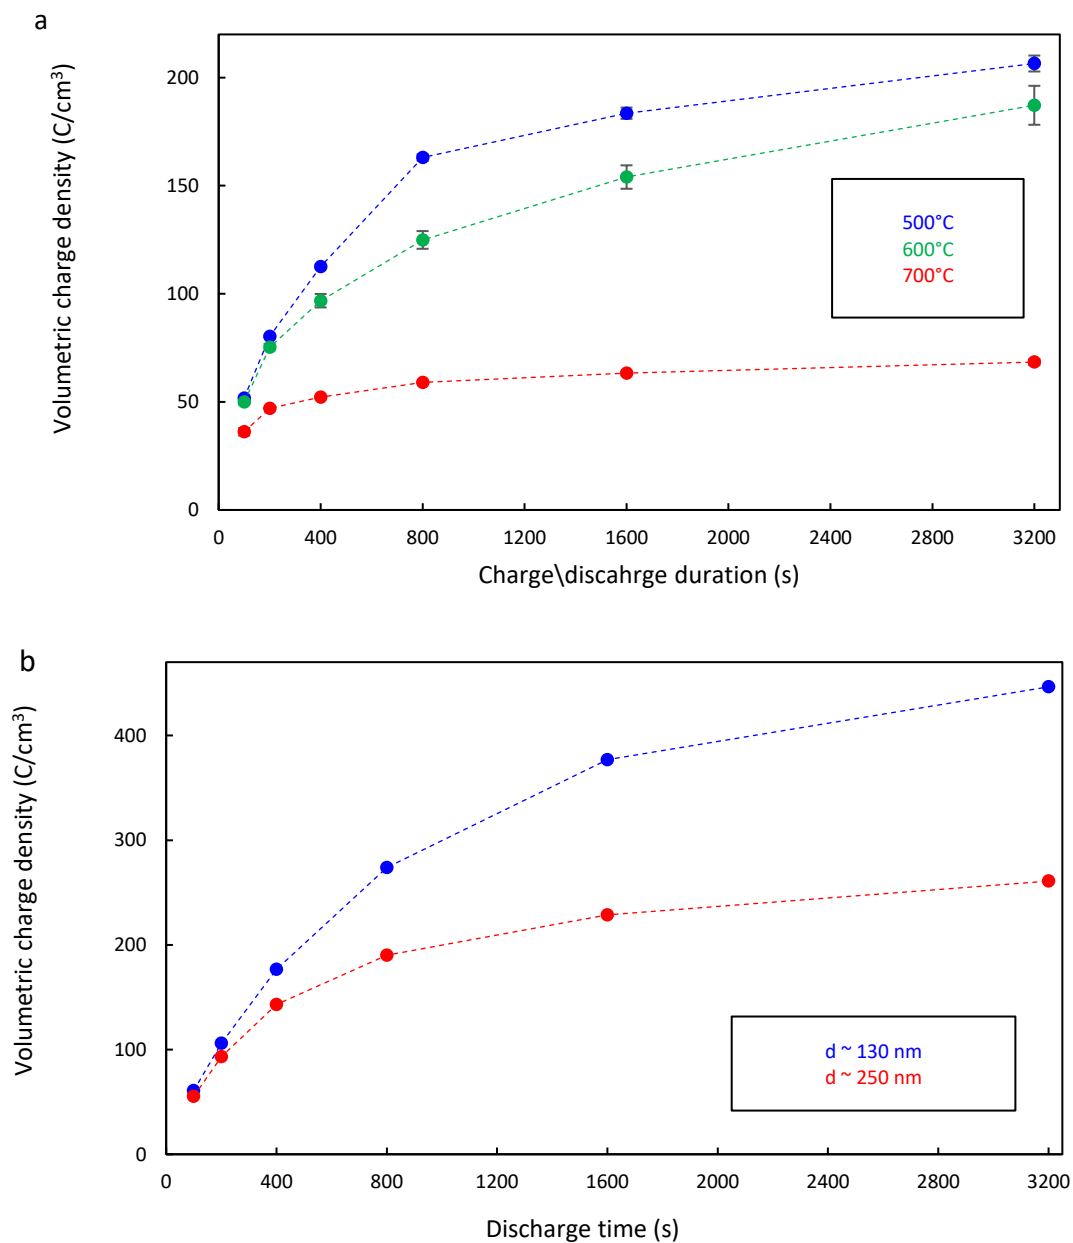 a
Volumetric charge density (C/cm³)
200
150
100
50
0
0 400 800 1200 1600 2000 2400 2800 3200
Charge\discahrge duration (s)
500°C
600°C
700°C
b
Volumetric charge density (C/cm³)
400
300
200
100
0
0 400 800 1200 1600 2000 2400 2800 3200
Discharge time (s)
d ~ 130 nm
d ~ 250 nm